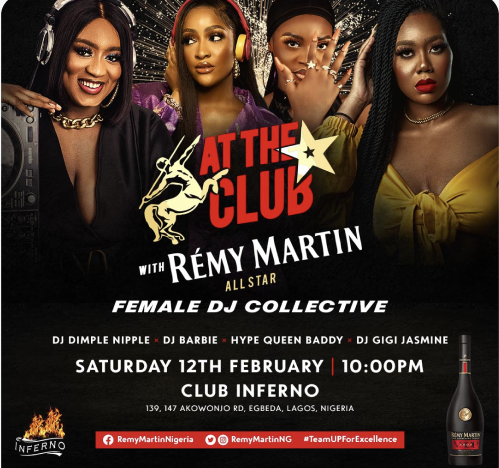 AT THE
CLUB
WITH RÉMY MARTIN
ALL STAR
FEMALE DJ COLLECTIVE
DJ DIMPLE NIPPLE × DJ BARBIE × HYPE QUEEN BADDY × DJ GIGI JASMINE
SATURDAY 12TH FEBRUARY | 10:00PM
CLUB INFERNO
139, 147 AKOWONJO RD, EGBEDA, LAGOS, NIGERIA
INFERNO
RemyMartinNigeria RemyMartinNG #TeamUPForExcellence
RÉMY MARTIN